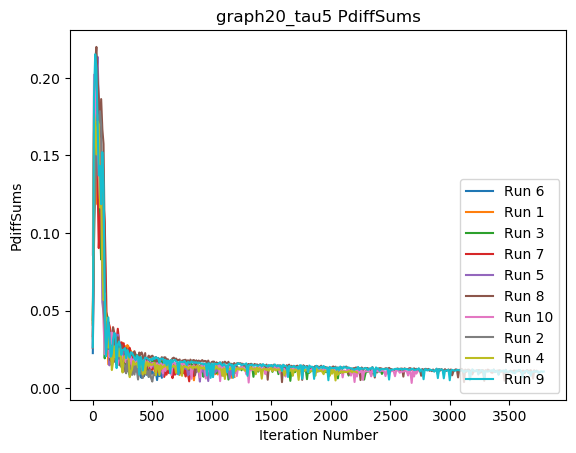 graph20_tau5 PdiffSums
PdiffSums
0.20
0.15
0.10
0.05
0.00
Run 6
Run 1
Run 3
Run 7
Run 5
Run 8
Run 10
Run 2
Run 4
Run 9
0 500 1000 1500 2000 2500 3000 3500
Iteration Number